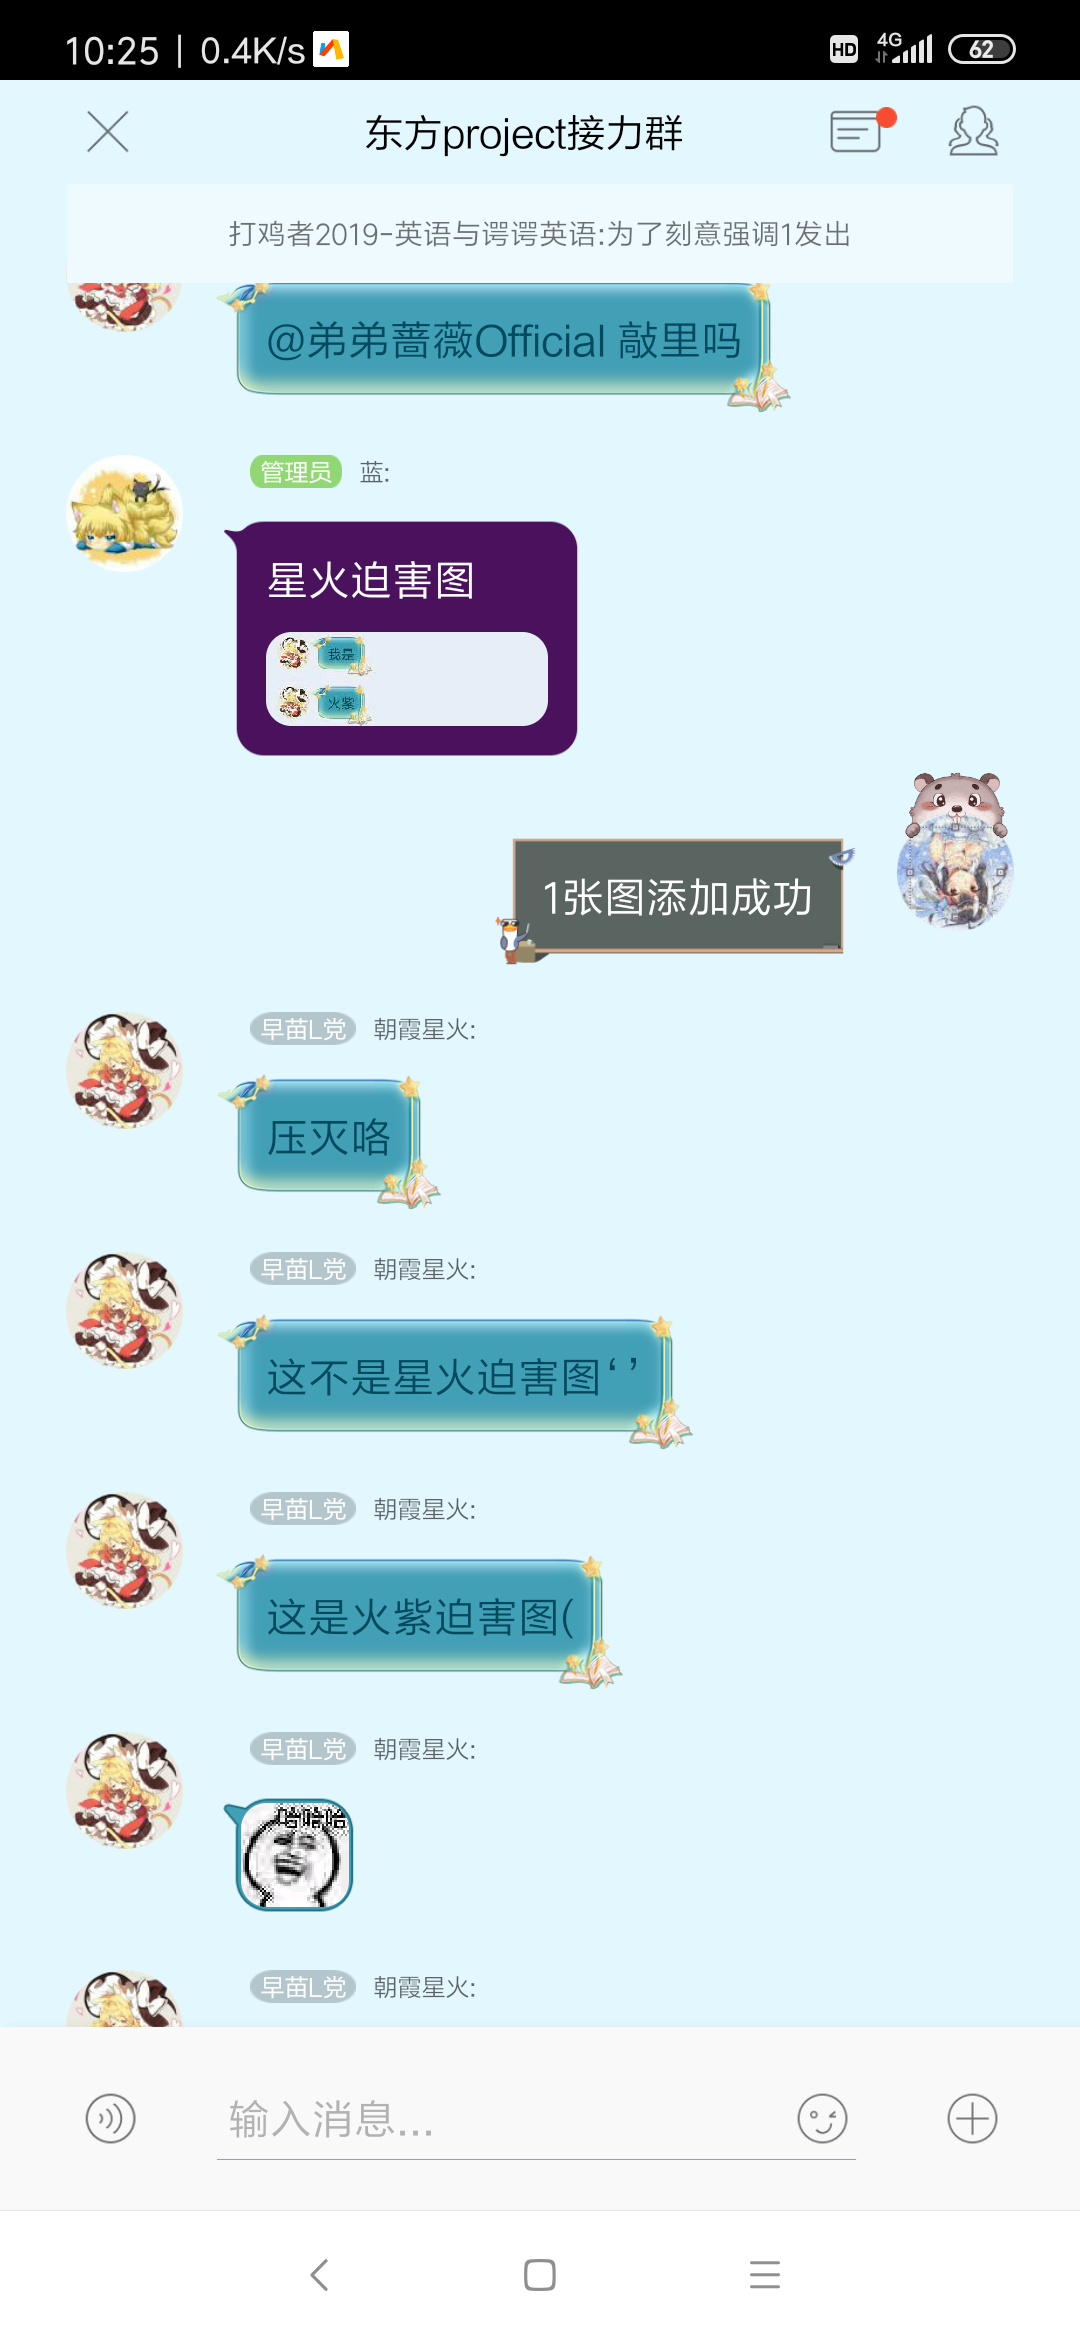 10:25 | 0.4K/s
HD 4G 62
东方project接力群
打鸡者2019-英语与谔谔英语:为了刻意强调1发出
@弟弟蔷薇Official 敲里吗
管理员 蓝:
星火迫害图
我是
火紫
1张图添加成功
早苗L党 朝霞星火:
压灭咯
早苗L党 朝霞星火:
这不是星火迫害图‘’
早苗L党 朝霞星火:
这是火紫迫害图(
早苗L党 朝霞星火:
哈哈哈
早苗L党 朝霞星火:
输入消息...